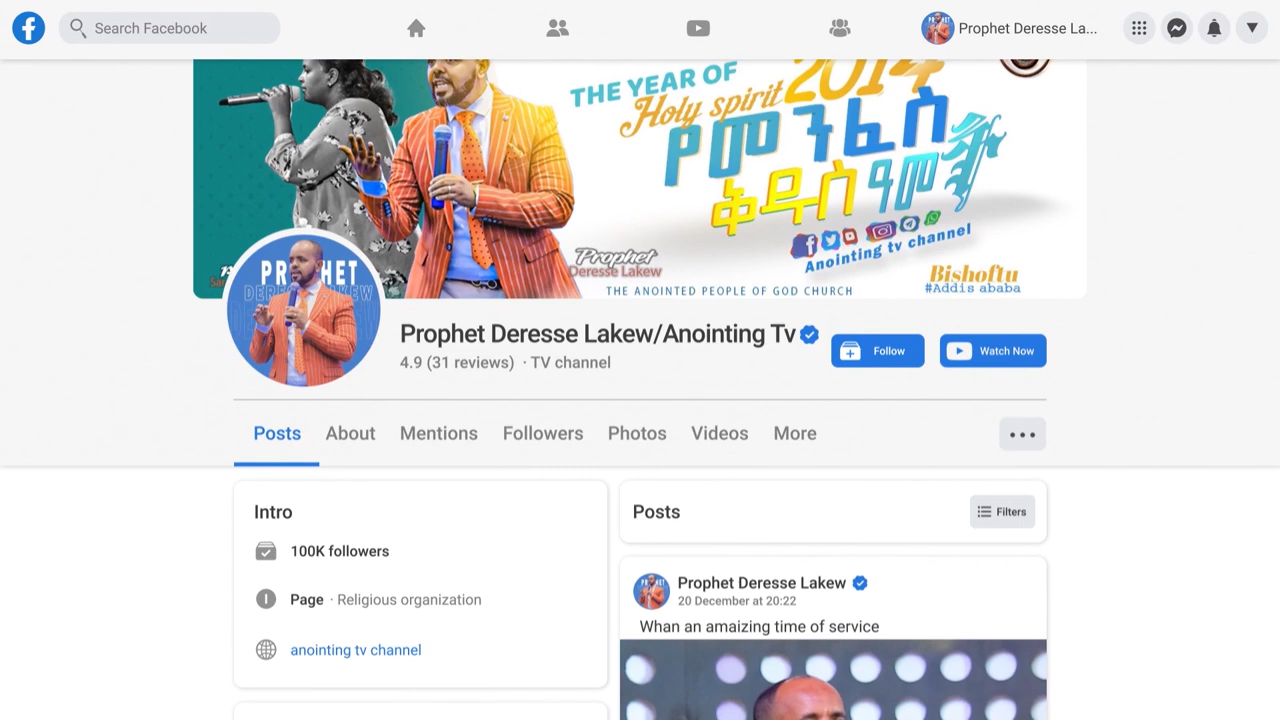 Search Facebook
Prophet Deresse La...
THE YEAR OF
Holy spirit 2014
የመንፈስ
ቅዱስ ዓመት
Anointing tv channel
Prophet
Deresse Lakew
Bishoftu
#Addis ababa
THE ANOINTED PEOPLE OF GOD CHURCH
PROPHET
DERESSE LAKEW
Prophet Deresse Lakew/Anointing Tv
4.9 (31 reviews) · TV channel
Follow
Watch Now
Posts
About
Mentions
Followers
Photos
Videos
More
Intro
100K followers
Page · Religious organization
anointing tv channel
Posts
Filters
Prophet Deresse Lakew
20 December at 20:22
Whan an amaizing time of service